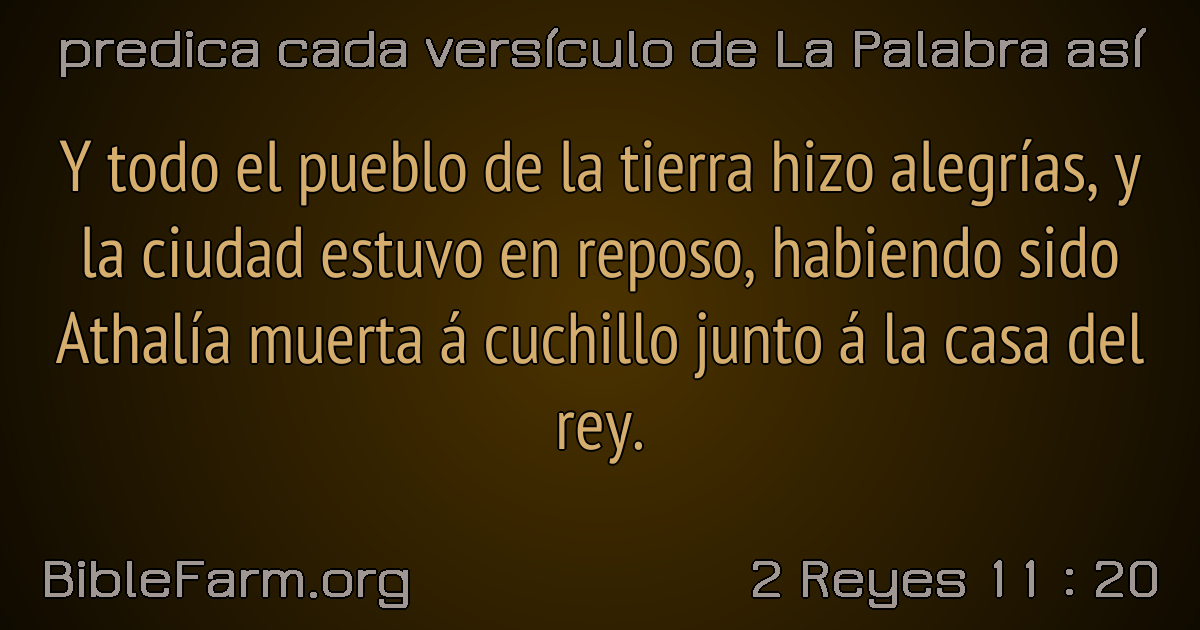 predica cada versículo de La Palabra así
Y todo el pueblo de la tierra hizo alegrías, y
la ciudad estuvo en reposo, habiendo sido
Athalía muerta á cuchillo junto á la casa del
rey.
BibleFarm.org
2 Reyes 11 : 20